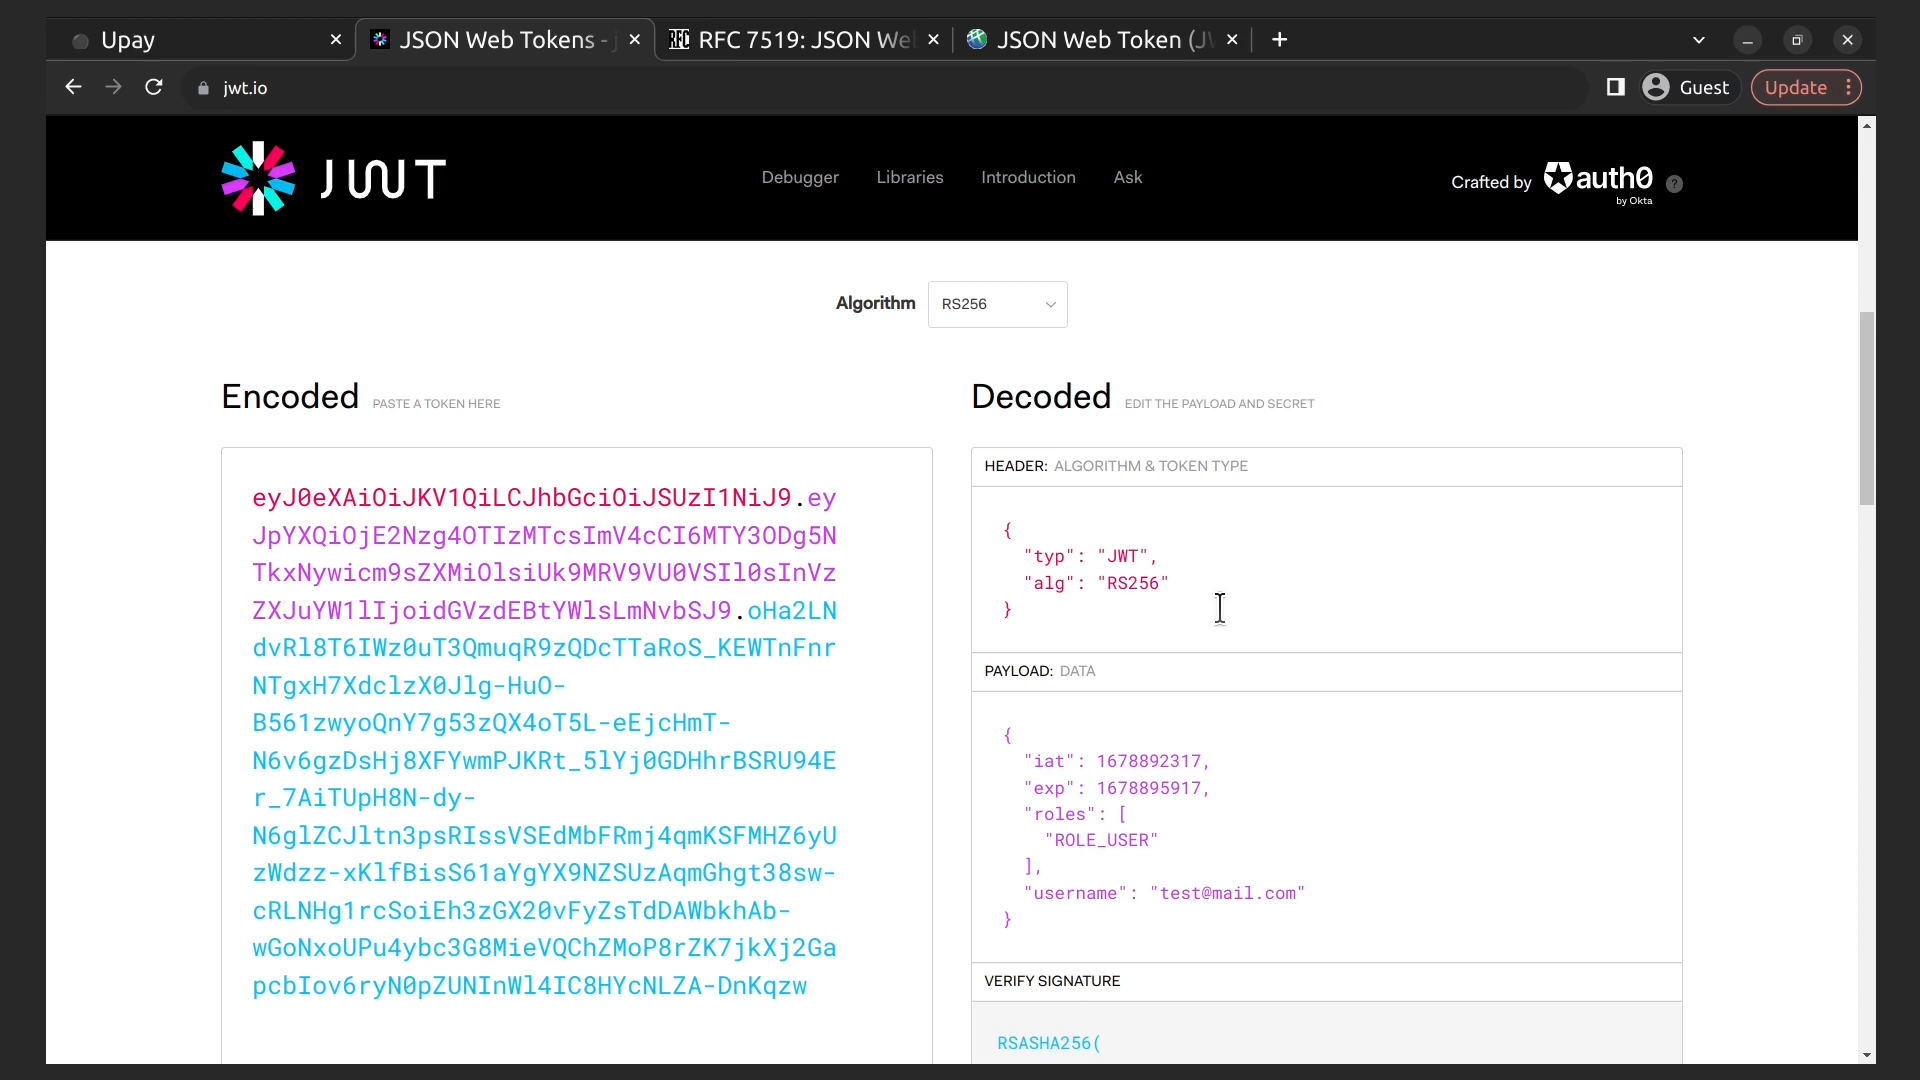 Upay
JSON Web Tokens - j
RFC 7519: JSON We
JSON Web Token (J
jwt.io
Guest
Update
JWT
Debugger
Libraries
Introduction
Ask
Crafted by
auth0
by Okta
?
Algorithm
RS256
Encoded
PASTE A TOKEN HERE
Decoded
EDIT THE PAYLOAD AND SECRET
eyJ0eXAiOiJKV1QiLCJhbGciOiJSUzI1NiJ9.ey
JpYXQiOjE2Nzg4OTIzMTcsImV4cCI6MTY3ODg5N
TkxNywicm9sZXMiOlsiUk9MRV9VU0VSIl0sInVz
ZXJuYW1lIjoidGVzdEBtYWlsLmNvbSJ9.oHa2LN
dvRl8T6IWz0uT3QmuqR9zQDcTTaRoS_KEWTnFnr
NTgxH7XdclzX0Jlg-HuO-
B561zwyoQnY7g53zQX4oT5L-eEjcHmT-
N6v6gzDsHj8XFYwmPJKRt_5lYj0GDHhrBSRU94E
r_7AiTUpH8N-dy-
N6glZCJltn3psRIssVSEdMbFRmj4qmKSFMHZ6yU
zWdzz-xKlfBisS61aYgYX9NZSUzAqmGhgt38sw-
cRLNHg1rcSoiEh3zGX20vFyZsTdDAWbkhAb-
wGoNxoUPu4ybc3G8MieVQChZMoP8rZK7jkXj2Ga
pcbIov6ryN0pZUNInWl4IC8HYcNLZA-DnKqzw
HEADER: ALGORITHM & TOKEN TYPE
{
"typ": "JWT",
"alg": "RS256"
}
PAYLOAD: DATA
{
"iat": 1678892317,
"exp": 1678895917,
"roles": [
"ROLE_USER"
],
"username": "test@mail.com"
}
VERIFY SIGNATURE
RSASHA256(